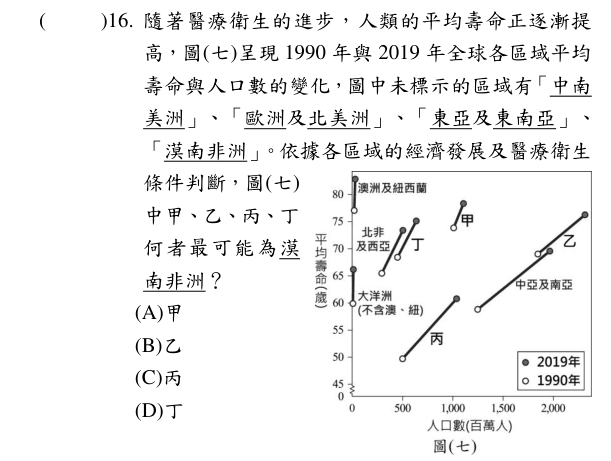 (　　)16. 隨著醫療衛生的進步，人類的平均壽命正逐漸提
高，圖(七)呈現 1990 年與 2019 年全球各區域平均
壽命與人口數的變化，圖中未標示的區域有「中南
美洲」、「歐洲及北美洲」、「東亞及東南亞」、
「漠南非洲」。依據各區域的經濟發展及醫療衛生
條件判斷，圖(七)
中甲、乙、丙、丁
何者最可能為漠
南非洲？
(A)甲
(B)乙
(C)丙
(D)丁
平均壽命(歲)
80
75
70
65
60
55
50
45
0
澳洲及紐西蘭
北非
及西亞
丁
甲
乙
中亞及南亞
大洋洲
(不含澳、紐)
丙
2019年
1990年
0 500 1,000 1,500 2,000
人口數(百萬人)
圖(七)